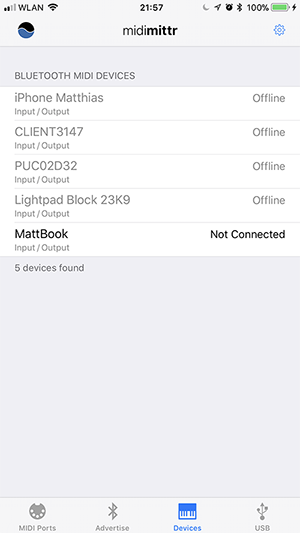 WLAN 21:57 100%
midimittr
BLUETOOTH MIDI DEVICES
iPhone Matthias Offline
Input / Output
CLIENT3147 Offline
Input / Output
PUC02D32 Offline
Input / Output
Lightpad Block 23K9 Offline
Input / Output
MattBook Not Connected
Input / Output
5 devices found
MIDI Ports Advertise Devices USB